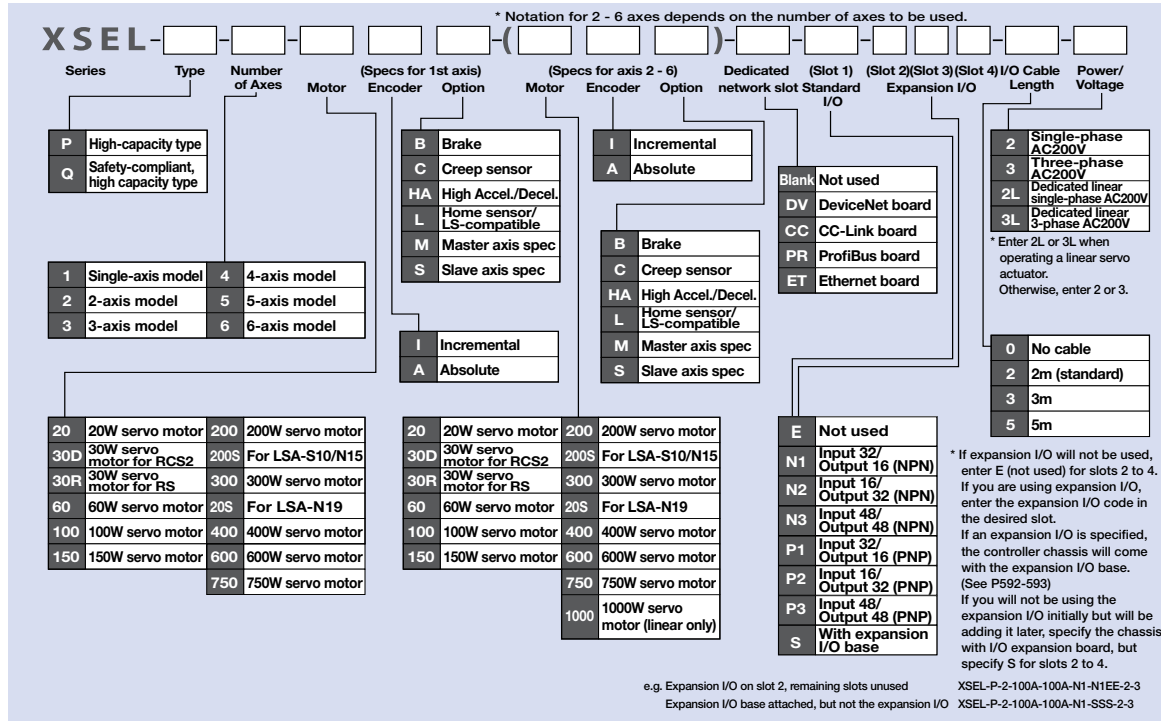 * Notation for 2 - 6 axes depends on the number of axes to be used.
XSEL-      -      -                  -(                  )-      -      -         -      -
Series
Type
Number
of Axes
Motor
(Specs for 1st axis)
Encoder
Option
(Specs for axis 2 - 6)
Motor
Encoder
Option
Dedicated
network slot
(Slot 1)
Standard
I/O
(Slot 2)(Slot 3)(Slot 4)
Expansion I/O
I/O Cable
Length
Power/
Voltage
P High-capacity type
Q Safety-compliant,
high capacity type
1 Single-axis model 4 4-axis model
2 2-axis model 5 5-axis model
3 3-axis model 6 6-axis model
B Brake
C Creep sensor
HA High Accel./Decel.
L Home sensor/
LS-compatible
M Master axis spec
S Slave axis spec
I Incremental
A Absolute
I Incremental
A Absolute
B Brake
C Creep sensor
HA High Accel./Decel.
L Home sensor/
LS-compatible
M Master axis spec
S Slave axis spec
Blank Not used
DV DeviceNet board
CC CC-Link board
PR ProfiBus board
ET Ethernet board
2 Single-phase
AC200V
3 Three-phase
AC200V
2L Dedicated linear
single-phase AC200V
3L Dedicated linear
3-phase AC200V
* Enter 2L or 3L when
operating a linear servo
actuator.
Otherwise, enter 2 or 3.
0 No cable
2 2m (standard)
3 3m
5 5m
20 20W servo motor 200 200W servo motor
30D 30W servo
motor for RCS2 200S For LSA-S10/N15
30R 30W servo
motor for RS 300 300W servo motor
60 60W servo motor 20S For LSA-N19
100 100W servo motor 400 400W servo motor
150 150W servo motor 600 600W servo motor
750 750W servo motor
20 20W servo motor 200 200W servo motor
30D 30W servo
motor for RCS2 200S For LSA-S10/N15
30R 30W servo
motor for RS 300 300W servo motor
60 60W servo motor 20S For LSA-N19
100 100W servo motor 400 400W servo motor
150 150W servo motor 600 600W servo motor
750 750W servo motor
1000 1000W servo
motor (linear only)
E Not used
N1 Input 32/
Output 16 (NPN)
N2 Input 16/
Output 32 (NPN)
N3 Input 48/
Output 48 (NPN)
P1 Input 32/
Output 16 (PNP)
P2 Input 16/
Output 32 (PNP)
P3 Input 48/
Output 48 (PNP)
S With expansion
I/O base
* If expansion I/O will not be used,
enter E (not used) for slots 2 to 4.
If you are using expansion I/O,
enter the expansion I/O code in
the desired slot.
If an expansion I/O is specified,
the controller chassis will come
with the expansion I/O base.
(See P592-593)
If you will not be using the
expansion I/O initially but will be
adding it later, specify the chassis
with I/O expansion board, but
specify S for slots 2 to 4.
e.g. Expansion I/O on slot 2, remaining slots unused XSEL-P-2-100A-100A-N1-N1EE-2-3
Expansion I/O base attached, but not the expansion I/O XSEL-P-2-100A-100A-N1-SSS-2-3